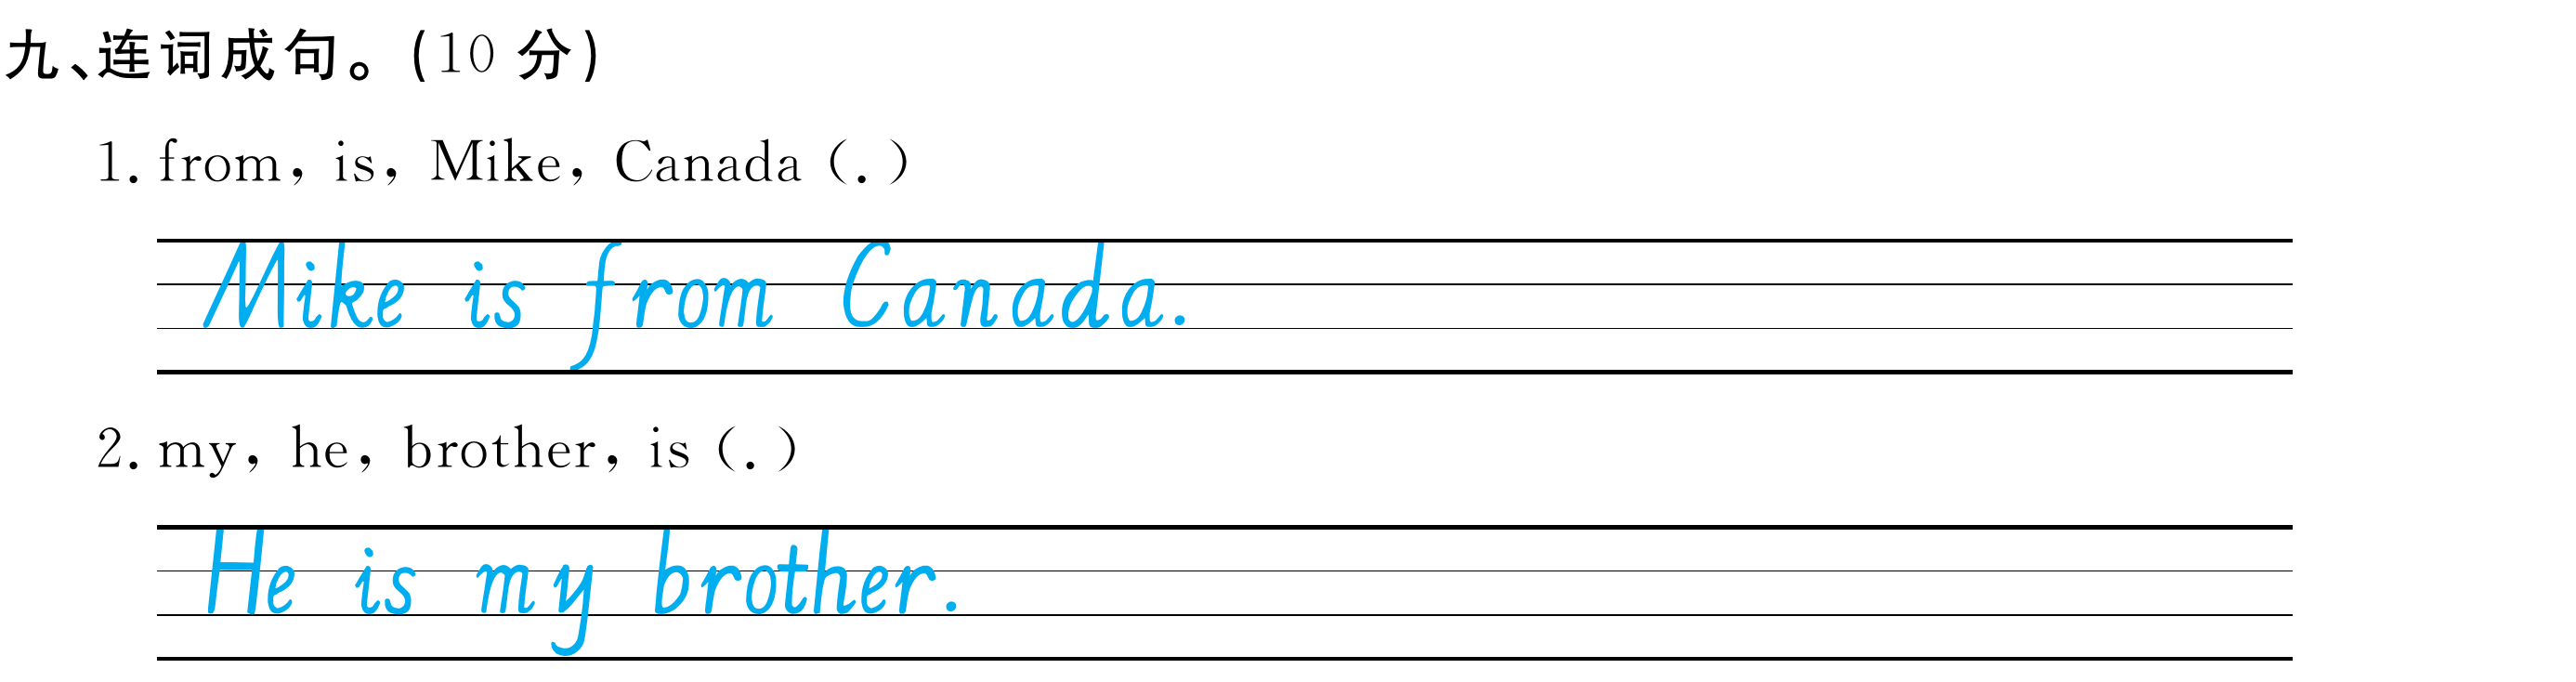 九、连词成句。(10 分)
1. from, is, Mike, Canada (.)
Mike is from Canada.
2. my, he, brother, is (.)
He is my brother.